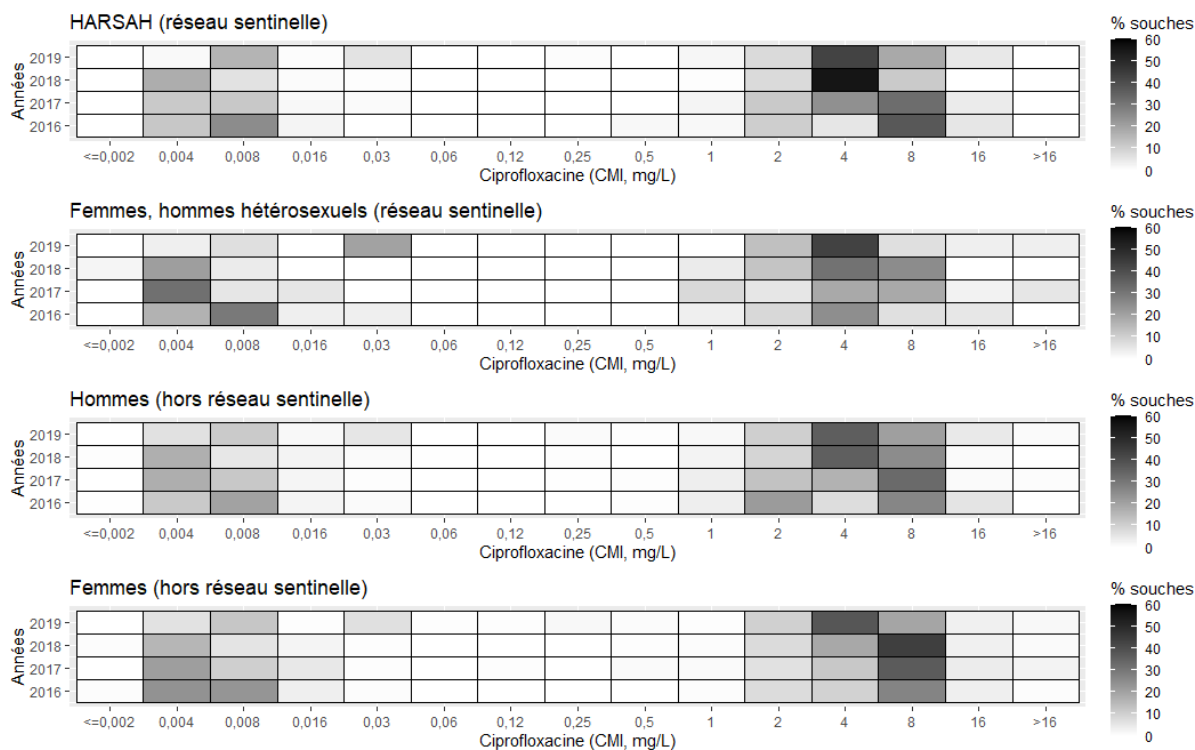 HARSAH (réseau sentinelle)
% souches
Années
2019
2018
2017
2016
<=0,002 0,004 0,008 0,016 0,03 0,06 0,12 0,25 0,5 1 2 4 8 16 >16
Ciprofloxacine (CMI, mg/L)
60
50
40
30
20
10
0
Femmes, hommes hétérosexuels (réseau sentinelle)
% souches
Années
2019
2018
2017
2016
<=0,002 0,004 0,008 0,016 0,03 0,06 0,12 0,25 0,5 1 2 4 8 16 >16
Ciprofloxacine (CMI, mg/L)
60
50
40
30
20
10
0
Hommes (hors réseau sentinelle)
% souches
Années
2019
2018
2017
2016
<=0,002 0,004 0,008 0,016 0,03 0,06 0,12 0,25 0,5 1 2 4 8 16 >16
Ciprofloxacine (CMI, mg/L)
60
50
40
30
20
10
0
Femmes (hors réseau sentinelle)
% souches
Années
2019
2018
2017
2016
<=0,002 0,004 0,008 0,016 0,03 0,06 0,12 0,25 0,5 1 2 4 8 16 >16
Ciprofloxacine (CMI, mg/L)
60
50
40
30
20
10
0